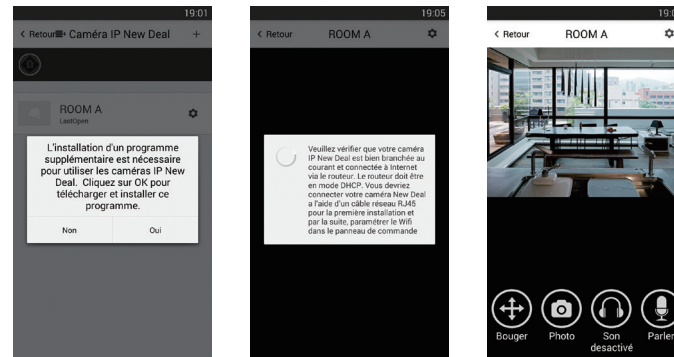 19:01
< Retour Caméra IP New Deal +
ROOM A
LastOpen
L'installation d'un programme
supplémentaire est nécessaire
pour utiliser les caméras IP New
Deal. Cliquez sur OK pour
télécharger et installer ce
programme.
Non Oui
19:05
< Retour ROOM A
Veuillez vérifier que votre caméra
IP New Deal est bien branchée au
courant et connectée à Internet
via le routeur. Le routeur doit être
en mode DHCP. Vous devriez
connecter votre caméra New Deal
a l'aide d'un câble réseau RJ45
pour la première installation et
par la suite, paramétrer le Wifi
dans le panneau de commande
< Retour ROOM A
Bouger Photo Son Parler
desactivé